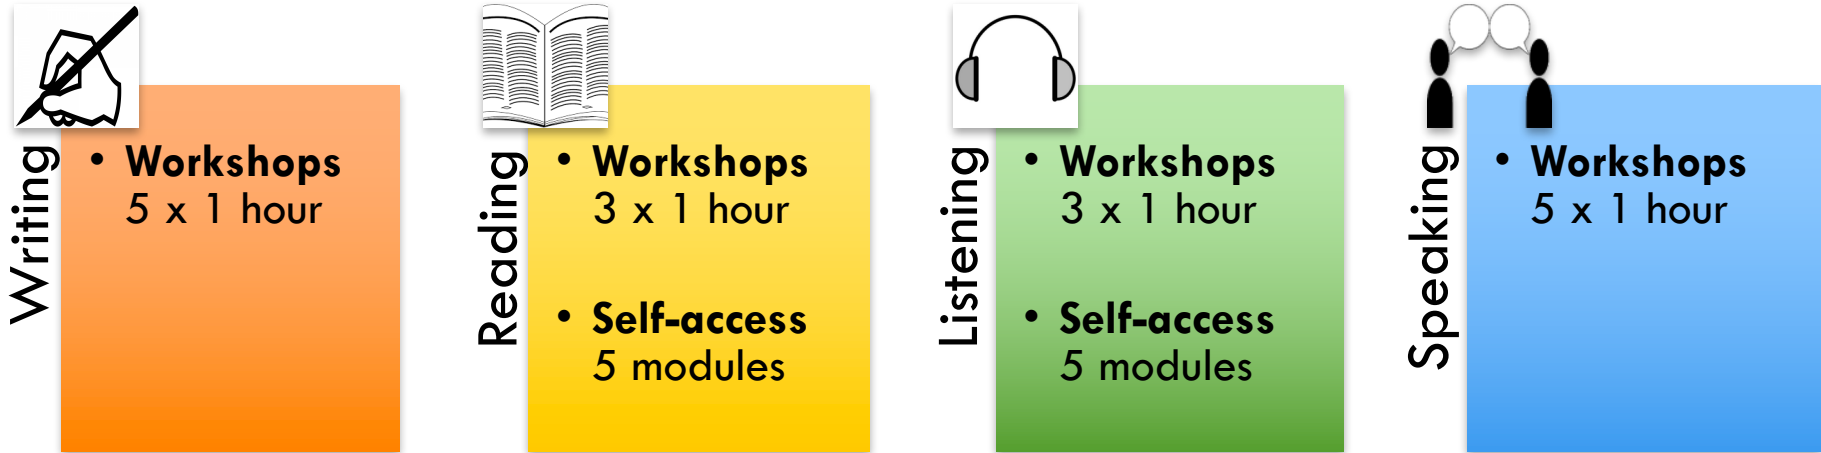 Writing
• Workshops
5 x 1 hour
Reading
• Workshops
3 x 1 hour
• Self-access
5 modules
Listening
• Workshops
3 x 1 hour
• Self-access
5 modules
Speaking
• Workshops
5 x 1 hour